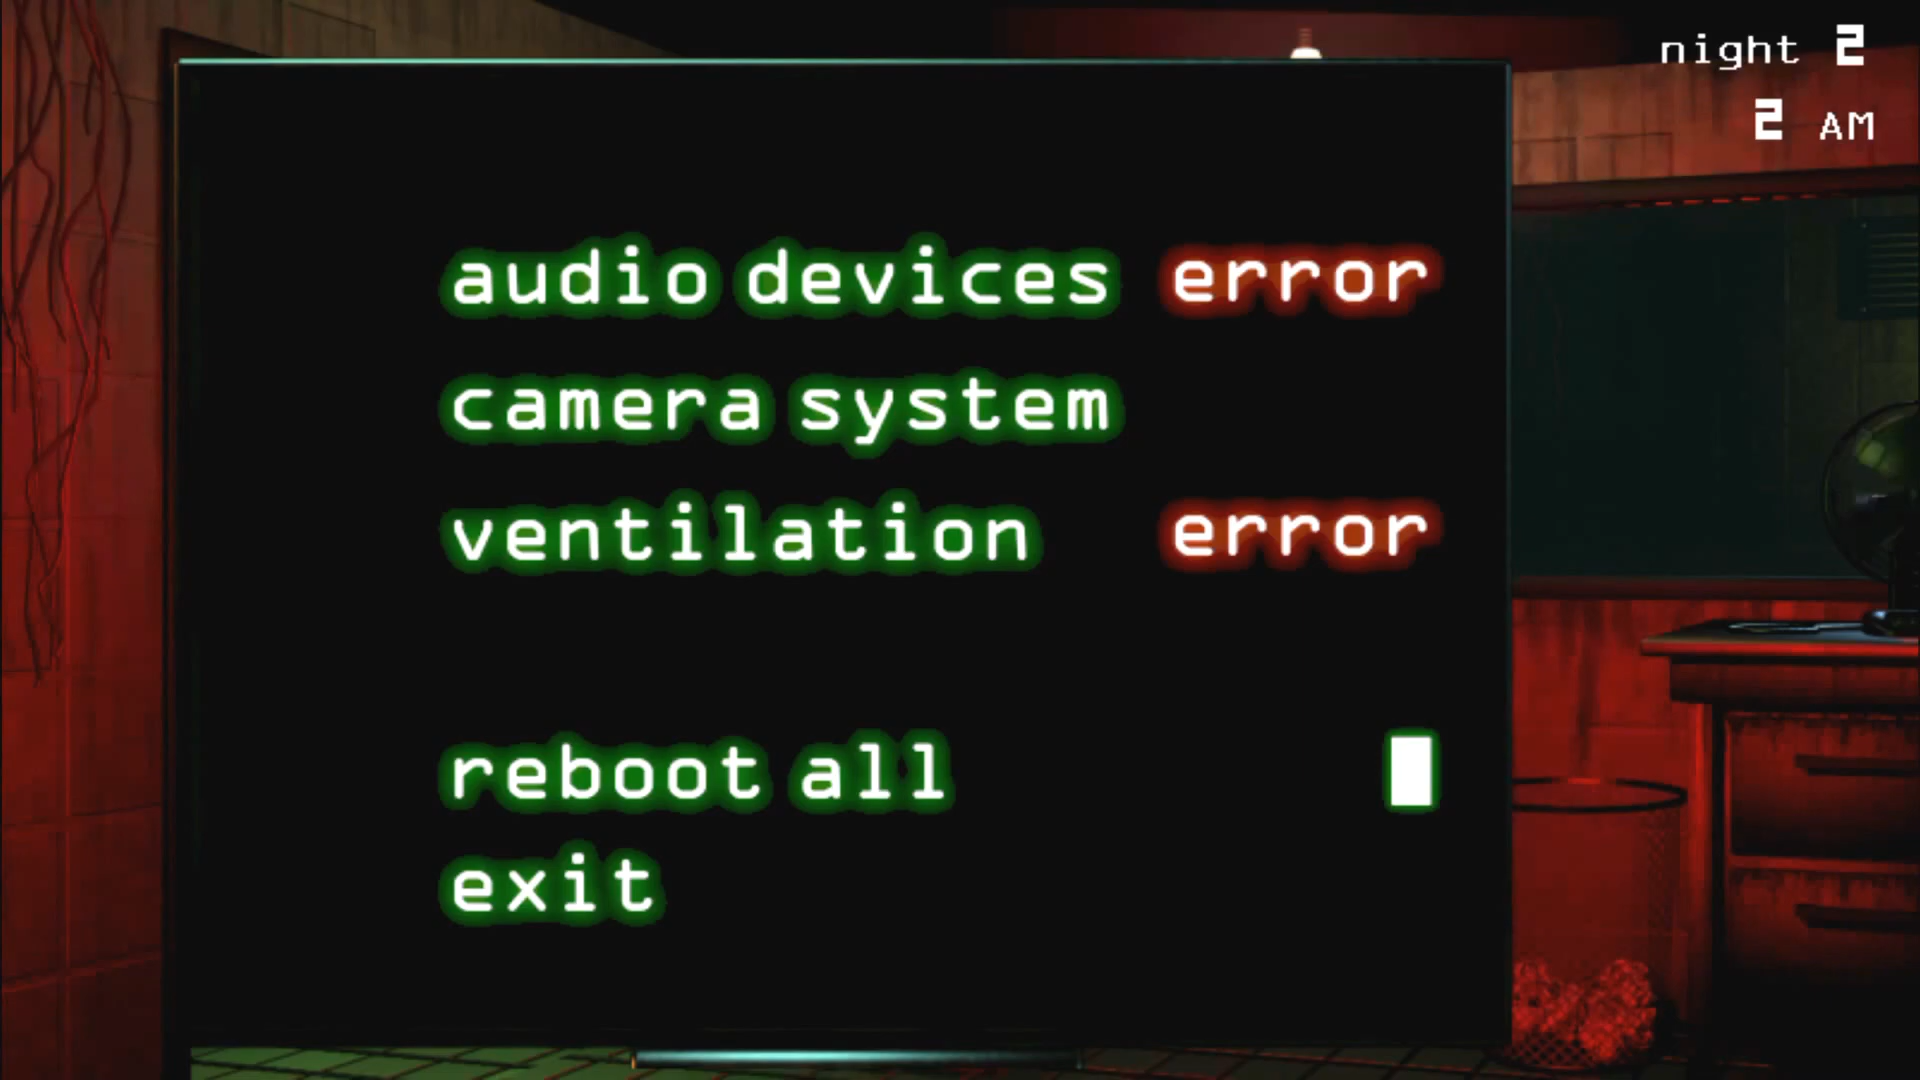 night 2
2 AM
audio devices error
camera system
ventilation error
reboot all
exit